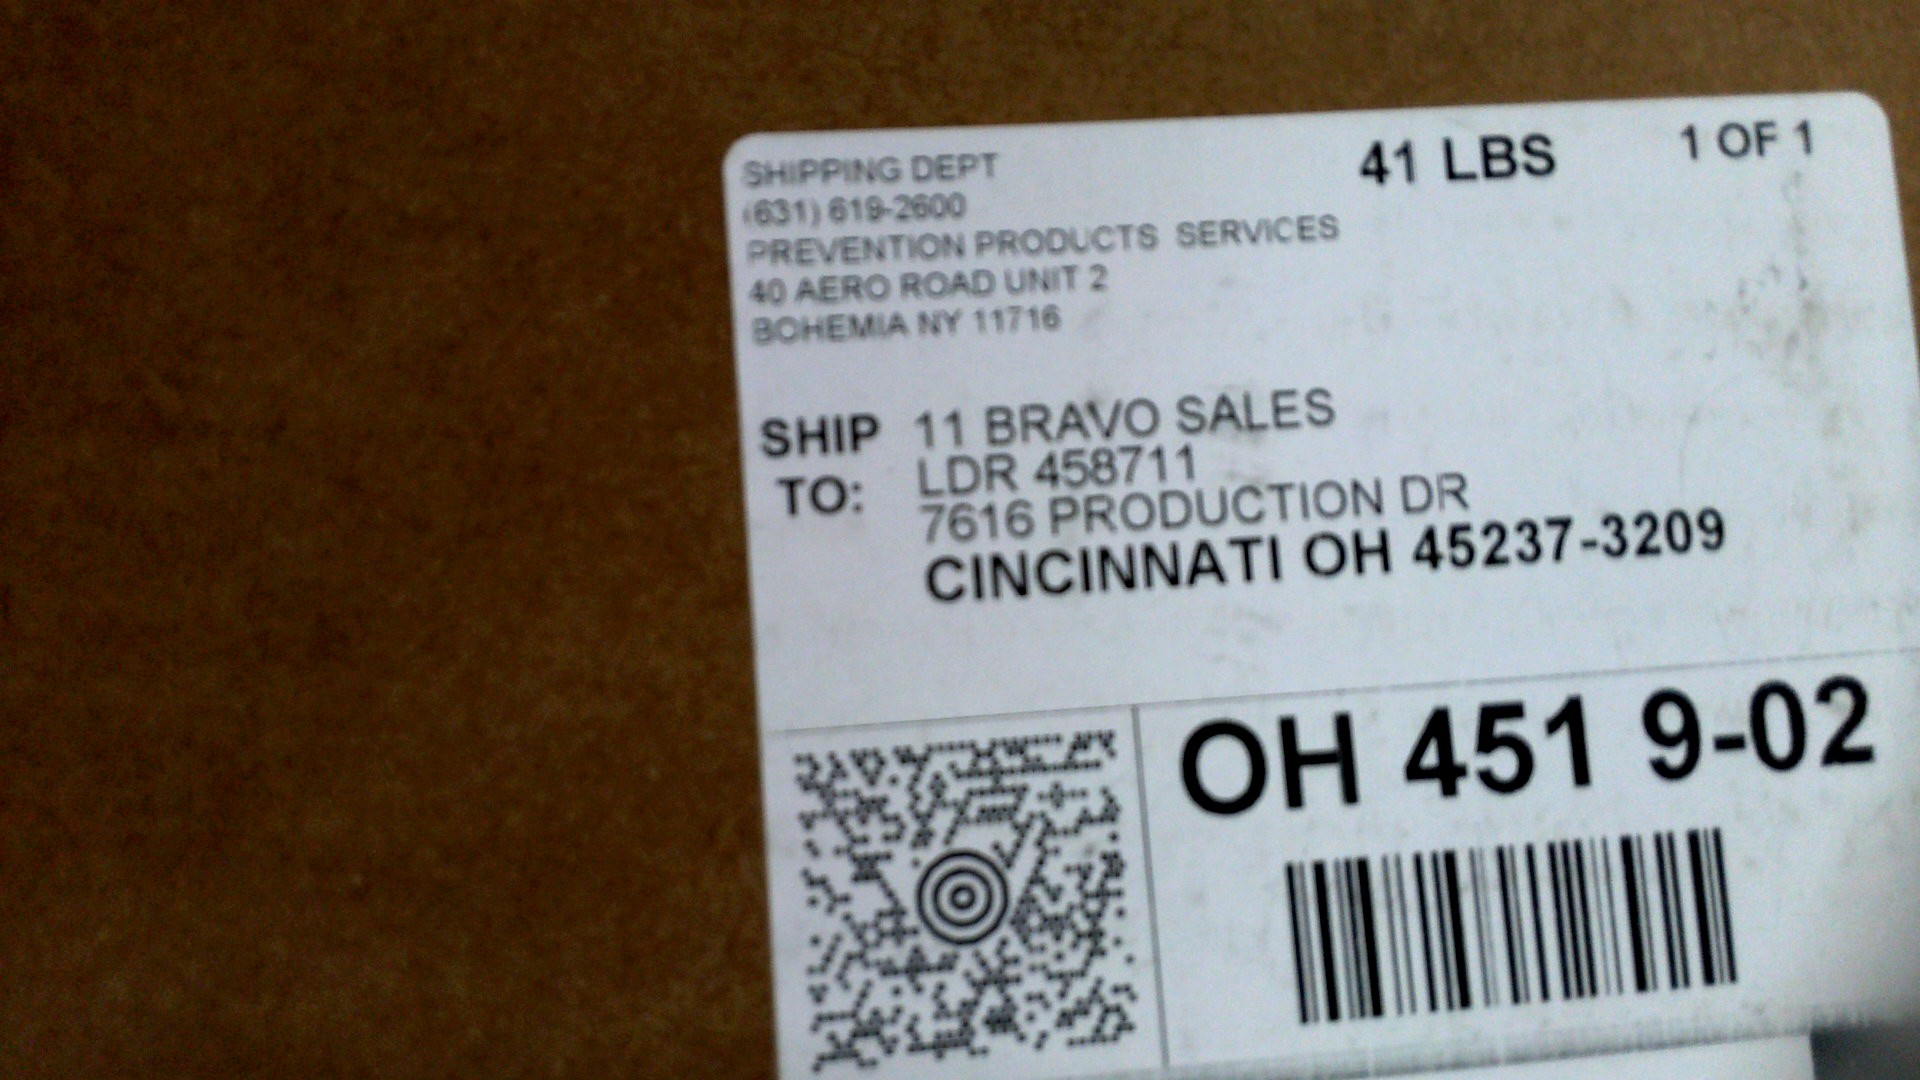 SHIPPING DEPT
(631) 619-2600
PREVENTION PRODUCTS SERVICES
40 AERO ROAD UNIT 2
BOHEMIA NY 11716
41 LBS
1 OF 1
SHIP TO:
11 BRAVO SALES
LDR 458711
7616 PRODUCTION DR
CINCINNATI OH 45237-3209
OH 451 9-02